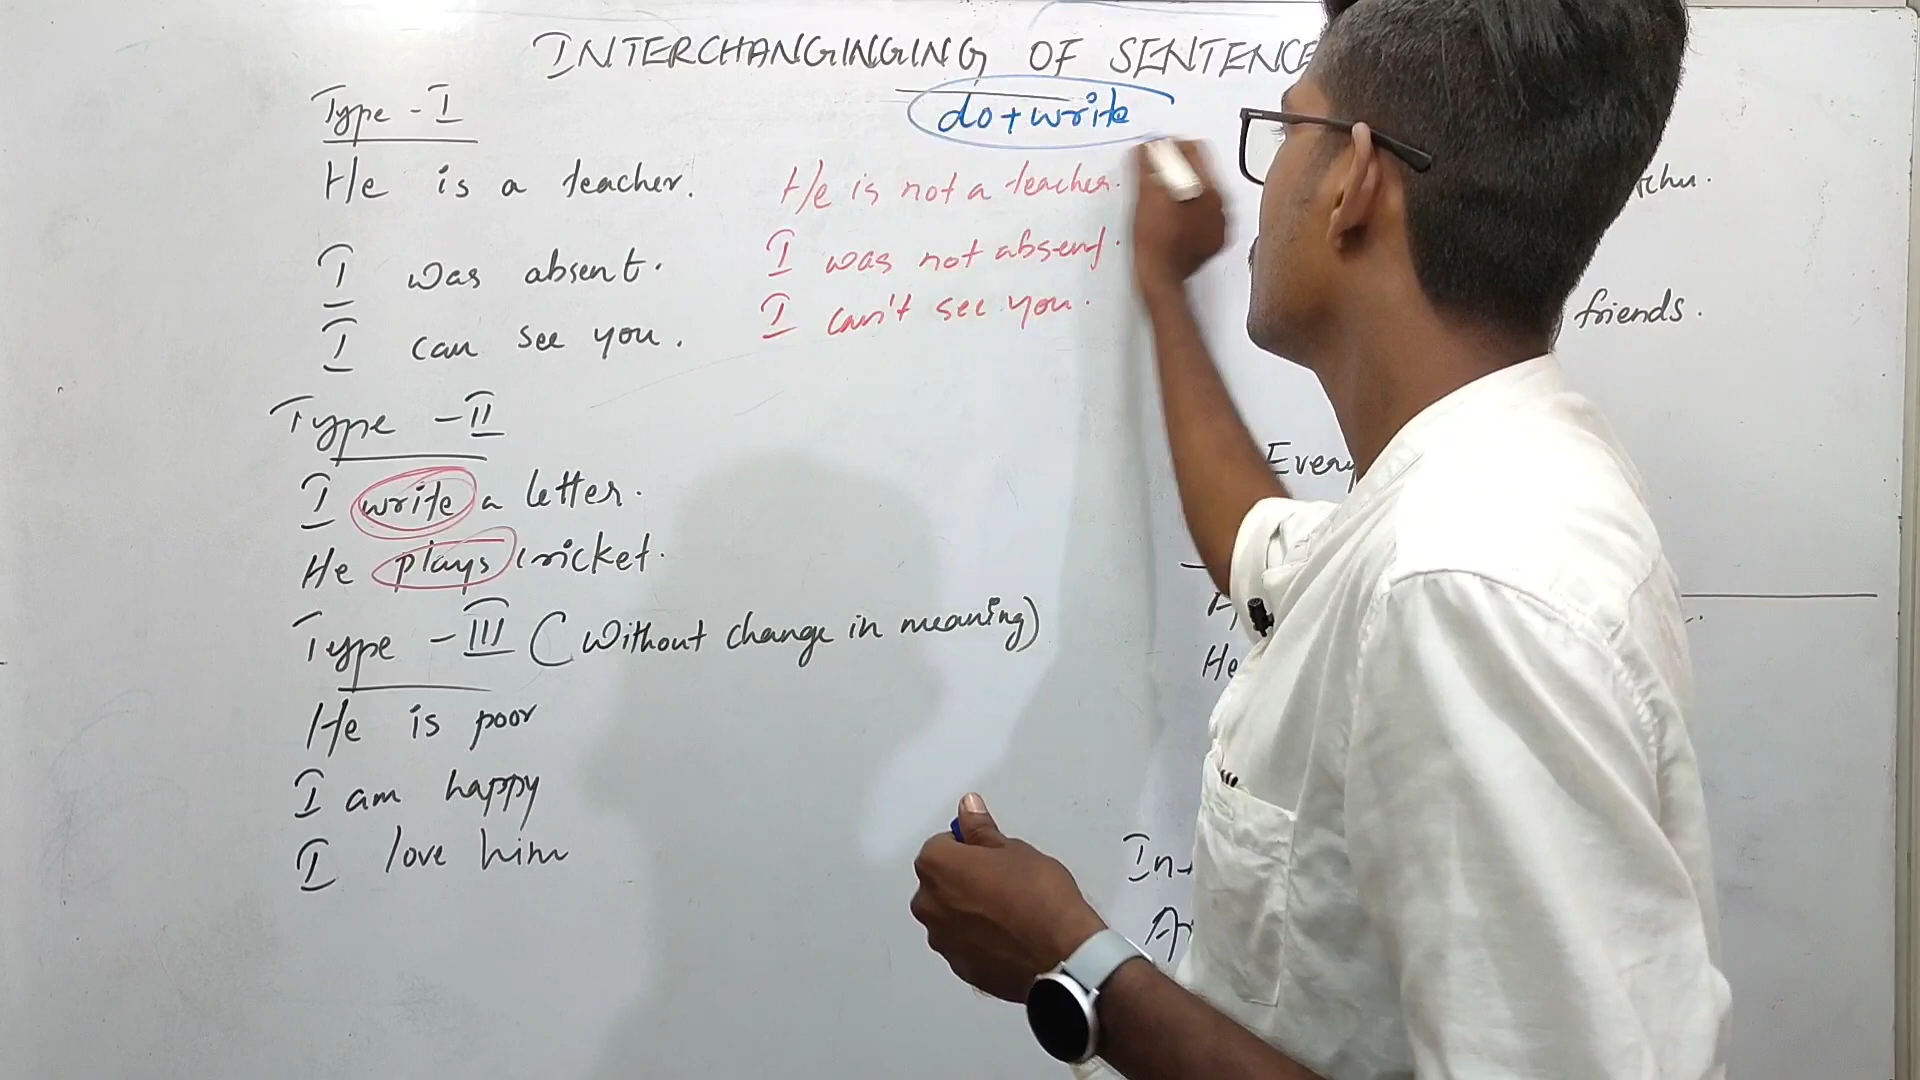 INTERCHANGINGING OF SENTENCE
do+write
Type - I
He is a teacher. He is not a teacher.
I was absent. I was not absent.
I can see you. I can't see you.
friends.
Type - II
I write a letter.
He plays cricket.
Type - III (Without change in meaning)
He
He is poor
I am happy
I love him